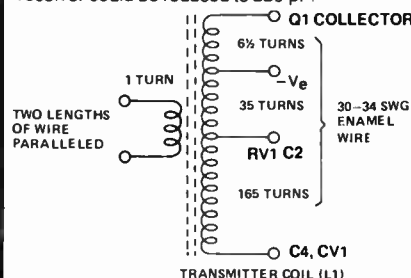 Q1 COLLECTOR
6½ TURNS
1 TURN
–Ve
TWO LENGTHS
OF WIRE
PARALLELED
35 TURNS
30–34 SWG
ENAMEL
WIRE
RV1 C2
165 TURNS
C4, CV1
TRANSMITTER COIL (L1)